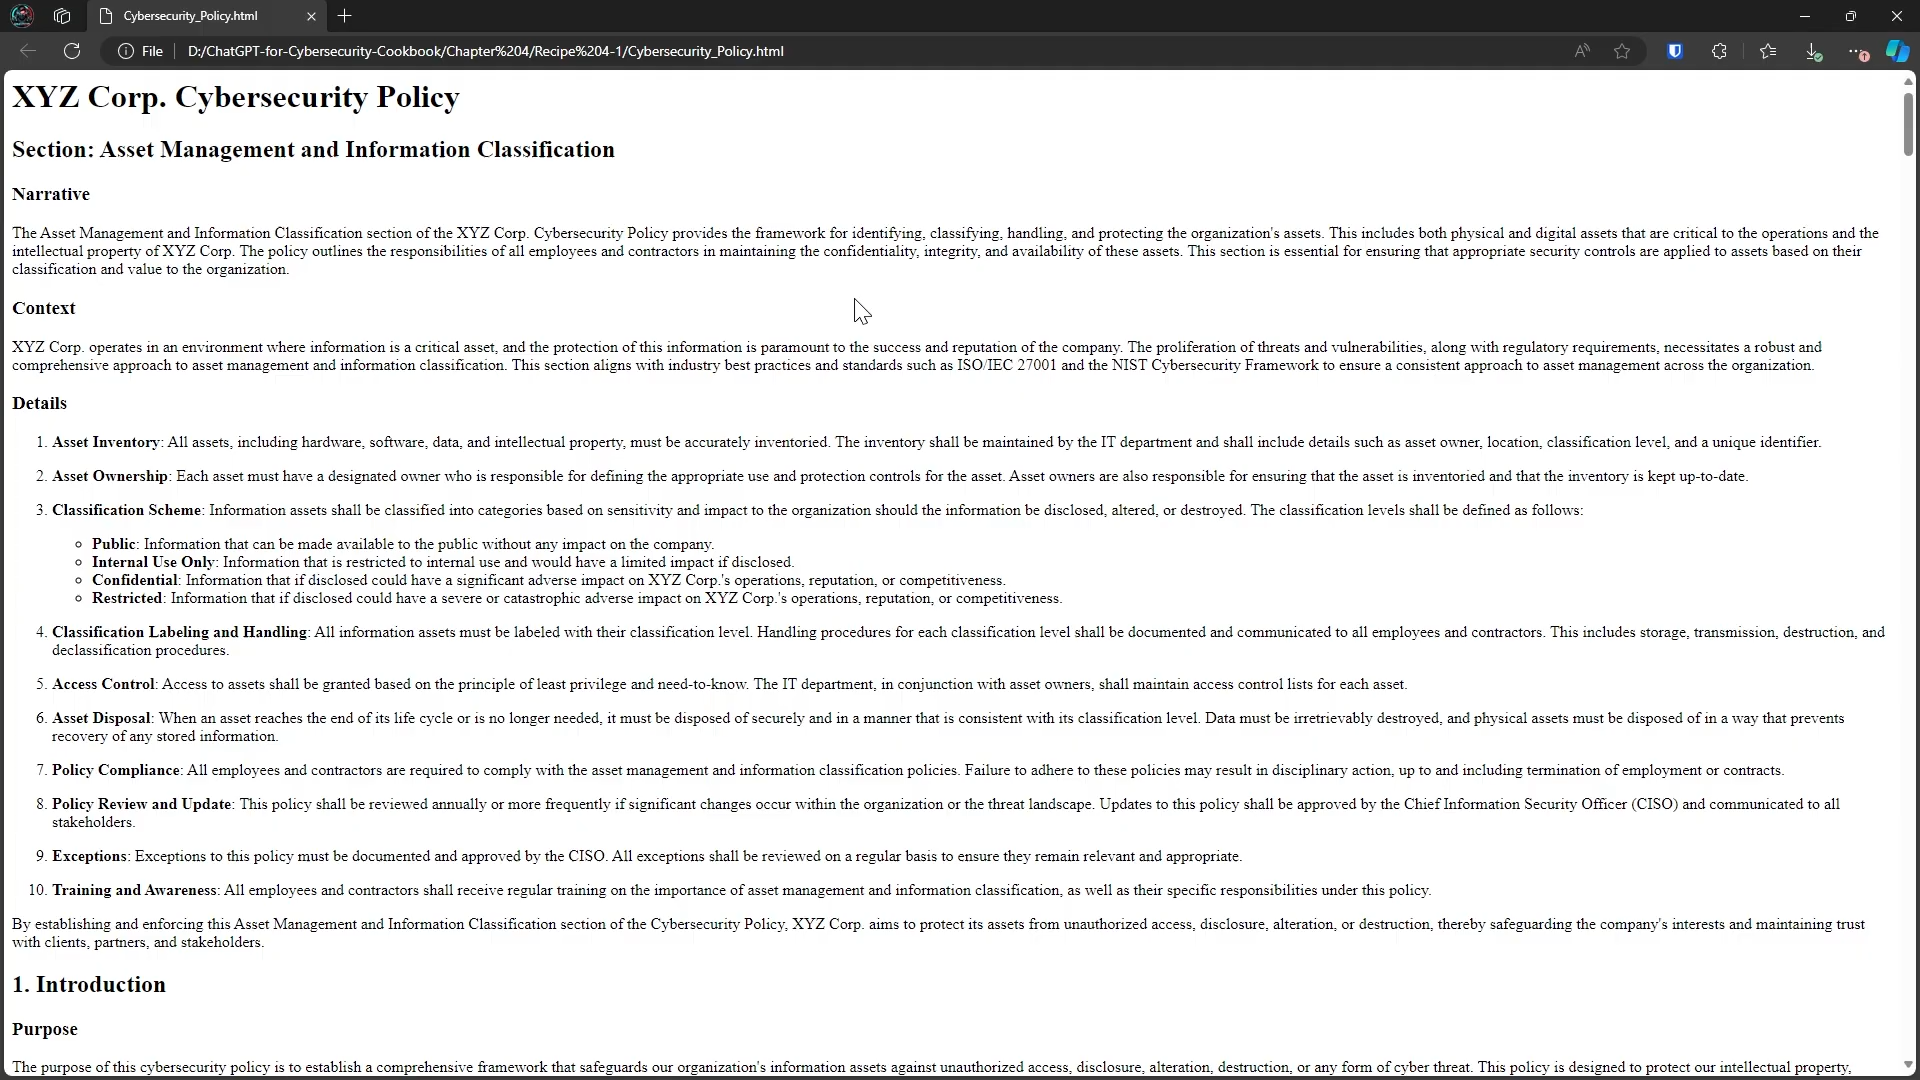 Cybersecurity_Policy.html
File
D:/ChatGPT-for-Cybersecurity-Cookbook/Chapter%204/Recipe%204-1/Cybersecurity_Policy.html
XYZ Corp. Cybersecurity Policy
Section: Asset Management and Information Classification
Narrative
The Asset Management and Information Classification section of the XYZ Corp. Cybersecurity Policy provides the framework for identifying, classifying, handling, and protecting the organization's assets. This includes both physical and digital assets that are critical to the operations and the
intellectual property of XYZ Corp. The policy outlines the responsibilities of all employees and contractors in maintaining the confidentiality, integrity, and availability of these assets. This section is essential for ensuring that appropriate security controls are applied to assets based on their
classification and value to the organization.
Context
XYZ Corp. operates in an environment where information is a critical asset, and the protection of this information is paramount to the success and reputation of the company. The proliferation of threats and vulnerabilities, along with regulatory requirements, necessitates a robust and
comprehensive approach to asset management and information classification. This section aligns with industry best practices and standards such as ISO/IEC 27001 and the NIST Cybersecurity Framework to ensure a consistent approach to asset management across the organization.
Details
1. Asset Inventory: All assets, including hardware, software, data, and intellectual property, must be accurately inventoried. The inventory shall be maintained by the IT department and shall include details such as asset owner, location, classification level, and a unique identifier.
2. Asset Ownership: Each asset must have a designated owner who is responsible for defining the appropriate use and protection controls for the asset. Asset owners are also responsible for ensuring that the asset is inventoried and that the inventory is kept up-to-date.
3. Classification Scheme: Information assets shall be classified into categories based on sensitivity and impact to the organization should the information be disclosed, altered, or destroyed. The classification levels shall be defined as follows:
Public: Information that can be made available to the public without any impact on the company.
Internal Use Only: Information that is restricted to internal use and would have a limited impact if disclosed.
Confidential: Information that if disclosed could have a significant adverse impact on XYZ Corp.'s operations, reputation, or competitiveness.
Restricted: Information that if disclosed could have a severe or catastrophic adverse impact on XYZ Corp.'s operations, reputation, or competitiveness.
4. Classification Labeling and Handling: All information assets must be labeled with their classification level. Handling procedures for each classification level shall be documented and communicated to all employees and contractors. This includes storage, transmission, destruction, and
declassification procedures.
5. Access Control: Access to assets shall be granted based on the principle of least privilege and need-to-know. The IT department, in conjunction with asset owners, shall maintain access control lists for each asset.
6. Asset Disposal: When an asset reaches the end of its life cycle or is no longer needed, it must be disposed of securely and in a manner that is consistent with its classification level. Data must be irretrievably destroyed, and physical assets must be disposed of in a way that prevents
recovery of any stored information.
7. Policy Compliance: All employees and contractors are required to comply with the asset management and information classification policies. Failure to adhere to these policies may result in disciplinary action, up to and including termination of employment or contracts.
8. Policy Review and Update: This policy shall be reviewed annually or more frequently if significant changes occur within the organization or the threat landscape. Updates to this policy shall be approved by the Chief Information Security Officer (CISO) and communicated to all
stakeholders.
9. Exceptions: Exceptions to this policy must be documented and approved by the CISO. All exceptions shall be reviewed on a regular basis to ensure they remain relevant and appropriate.
10. Training and Awareness: All employees and contractors shall receive regular training on the importance of asset management and information classification, as well as their specific responsibilities under this policy.
By establishing and enforcing this Asset Management and Information Classification section of the Cybersecurity Policy, XYZ Corp. aims to protect its assets from unauthorized access, disclosure, alteration, or destruction, thereby safeguarding the company's interests and maintaining trust
with clients, partners, and stakeholders.
1. Introduction
Purpose
The purpose of this cybersecurity policy is to establish a comprehensive framework that safeguards our organization's information assets against unauthorized access, disclosure, alteration, destruction, or any form of cyber threat. This policy is designed to protect our intellectual property,